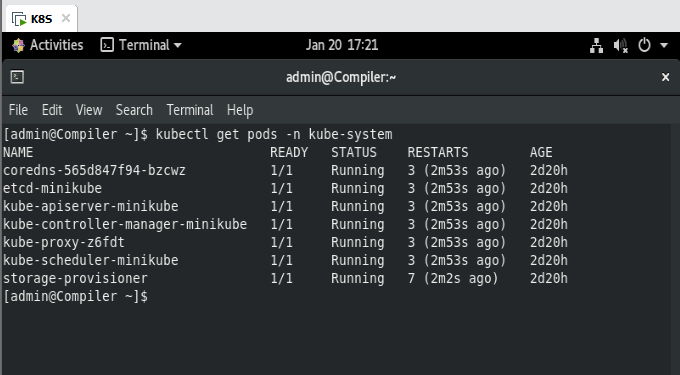 K8S
Activities Terminal Jan 20 17:21
admin@Compiler:~
File Edit View Search Terminal Help
[admin@Compiler ~]$ kubectl get pods -n kube-system
NAME READY STATUS RESTARTS AGE
coredns-565d847f94-bzcwz 1/1 Running 3 (2m53s ago) 2d20h
etcd-minikube 1/1 Running 3 (2m53s ago) 2d20h
kube-apiserver-minikube 1/1 Running 3 (2m53s ago) 2d20h
kube-controller-manager-minikube 1/1 Running 3 (2m53s ago) 2d20h
kube-proxy-z6fdt 1/1 Running 3 (2m53s ago) 2d20h
kube-scheduler-minikube 1/1 Running 3 (2m53s ago) 2d20h
storage-provisioner 1/1 Running 7 (2m2s ago) 2d20h
[admin@Compiler ~]$